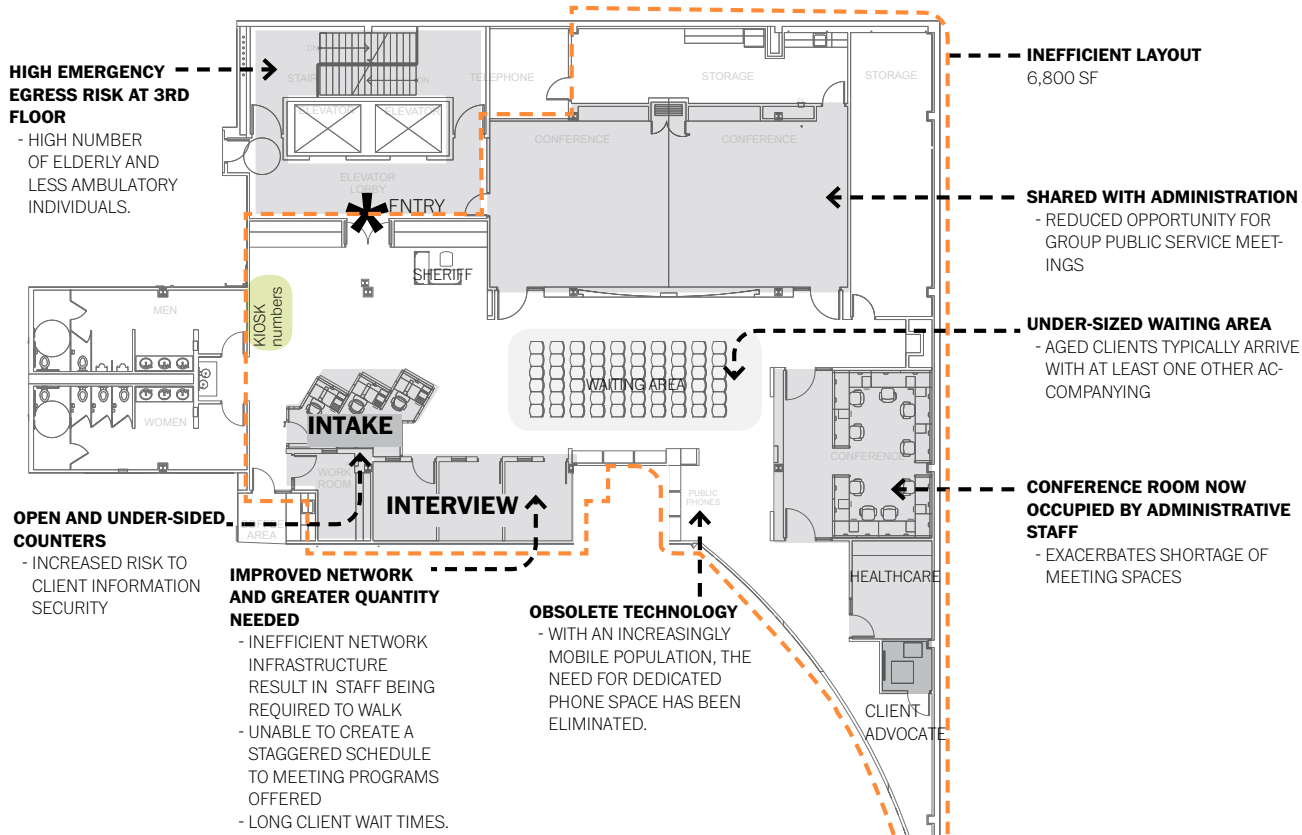 HIGH EMERGENCY
EGRESS RISK AT 3RD
FLOOR
- HIGH NUMBER
OF ELDERLY AND
LESS AMBULATORY
INDIVIDUALS.
OPEN AND UNDER-SIDED
COUNTERS
- INCREASED RISK TO
CLIENT INFORMATION
SECURITY
IMPROVED NETWORK
AND GREATER QUANTITY
NEEDED
- INEFFICIENT NETWORK
INFRASTRUCTURE
RESULT IN STAFF BEING
REQUIRED TO WALK
- UNABLE TO CREATE A
STAGGERED SCHEDULE
TO MEETING PROGRAMS
OFFERED
- LONG CLIENT WAIT TIMES.
OBSOLETE TECHNOLOGY
- WITH AN INCREASINGLY
MOBILE POPULATION, THE
NEED FOR DEDICATED
PHONE SPACE HAS BEEN
ELIMINATED.
INEFFICIENT LAYOUT
6,800 SF
SHARED WITH ADMINISTRATION
- REDUCED OPPORTUNITY FOR
GROUP PUBLIC SERVICE MEET-
INGS
UNDER-SIZED WAITING AREA
- AGED CLIENTS TYPICALLY ARRIVE
WITH AT LEAST ONE OTHER AC-
COMPANYING
CONFERENCE ROOM NOW
OCCUPIED BY ADMINISTRATIVE
STAFF
- EXACERBATES SHORTAGE OF
MEETING SPACES
STAIR
ELEVATOR
ELEVATOR
ELEVATOR
LOBBY
TELEPHONE
STORAGE
STORAGE
CONFERENCE
CONFERENCE
ENTRY
SHERIFF
KIOSK
numbers
MEN
WOMEN
WAITING AREA
INTAKE
WORK
ROOM
INTERVIEW
AREA
PUBLIC
PHONES
CONFERENCE
HEALTHCARE
CLIENT
ADVOCATE